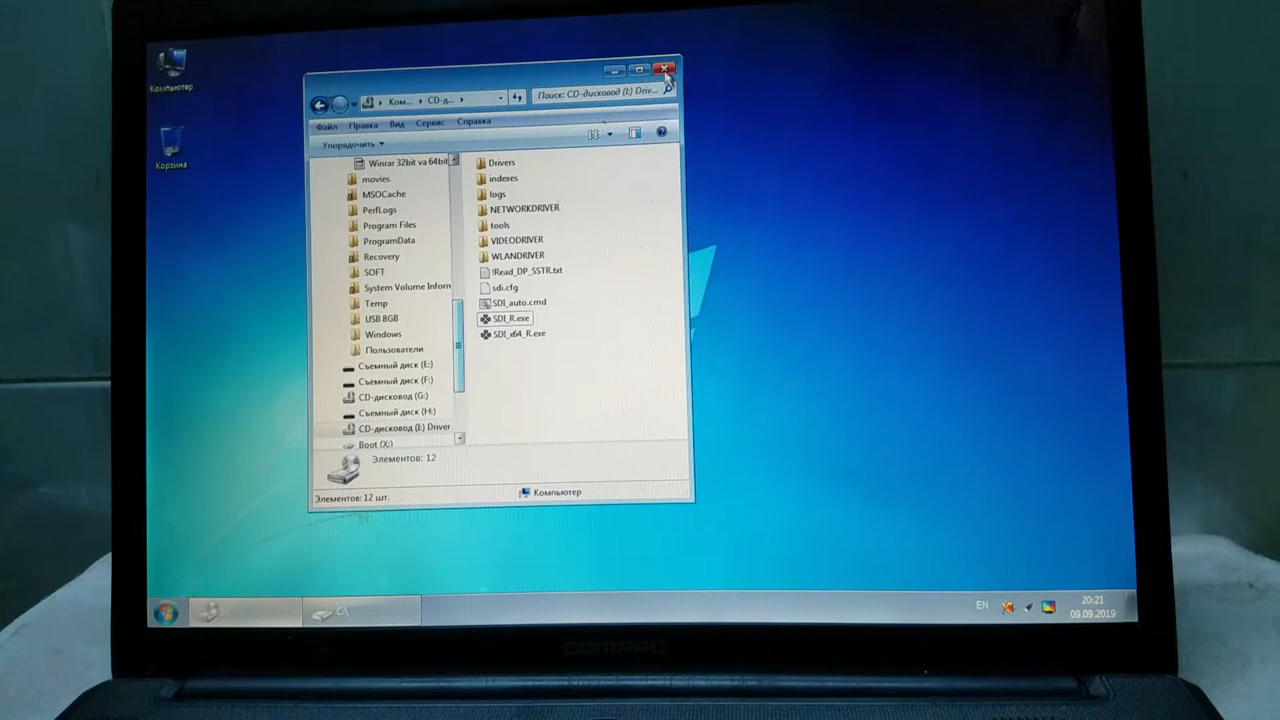 Компьютер
Корзина
Ком... CD-д...
Поиск: CD-дисковод (I:) Driv...
Файл Правка Вид Сервис Справка
Упорядочить
Winrar 32bit va 64bit
movies
MSOCache
PerfLogs
Program Files
ProgramData
Recovery
SOFT
System Volume Inform
Temp
USB 8GB
Windows
Пользователи
Съемный диск (E:)
Съемный диск (F:)
CD-дисковод (G:)
Съемный диск (H:)
CD-дисковод (I:) Driver
Boot (X:)
Drivers
indexes
logs
NETWORKDRIVER
tools
VIDEODRIVER
WLANDRIVER
!Read_DP_SSTR.txt
sdi.cfg
SDI_auto.cmd
SDI_R.exe
SDI_x64_R.exe
Элементов: 12
Элементов: 12 шт.
Компьютер
C:\
EN
20:21
09.09.2019
COMPAQ